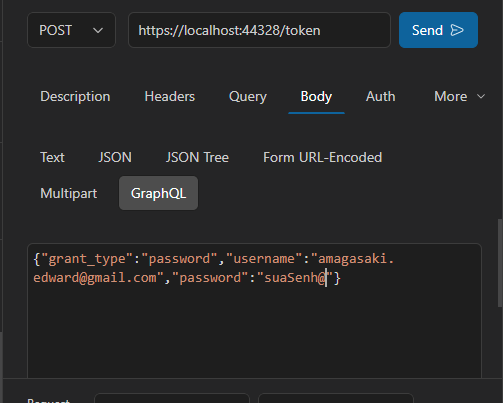 POST https://localhost:44328/token Send
Description Headers Query Body Auth More
Text JSON JSON Tree Form URL-Encoded
Multipart GraphQL
{"grant_type":"password","username":"amagasaki.
edward@gmail.com","password":"suaSenh@"}
Request